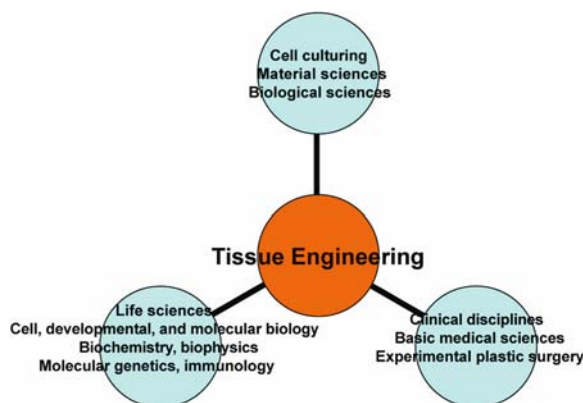 Cell culturing
Material sciences
Biological sciences
Tissue Engineering
Life sciences
Cell, developmental, and molecular biology
Biochemistry, biophysics
Molecular genetics, immunology
Clinical disciplines
Basic medical sciences
Experimental plastic surgery